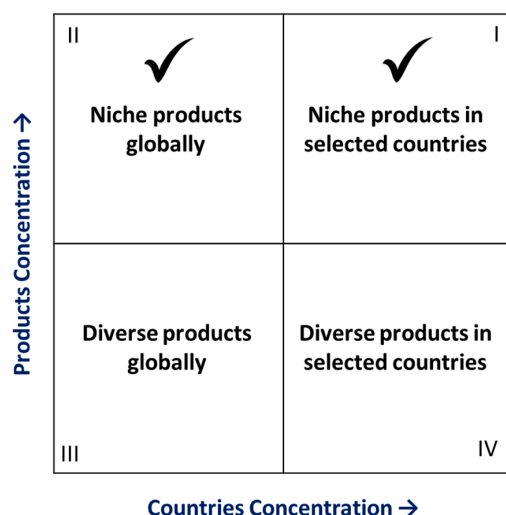 II
I
Niche products
globally
Niche products in
selected countries
Products Concentration →
Diverse products
globally
Diverse products in
selected countries
III
IV
Countries Concentration →